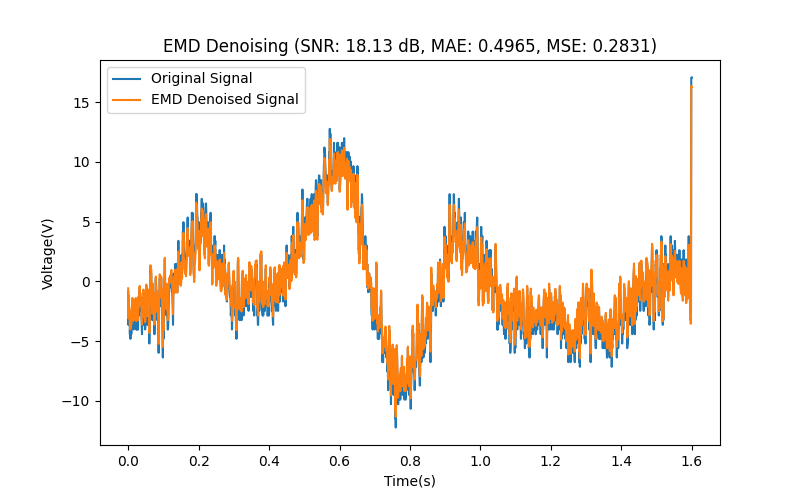 EMD Denoising (SNR: 18.13 dB, MAE: 0.4965, MSE: 0.2831)
Original Signal
EMD Denoised Signal
Voltage(V)
15
10
5
0
−5
−10
0.0 0.2 0.4 0.6 0.8 1.0 1.2 1.4 1.6
Time(s)